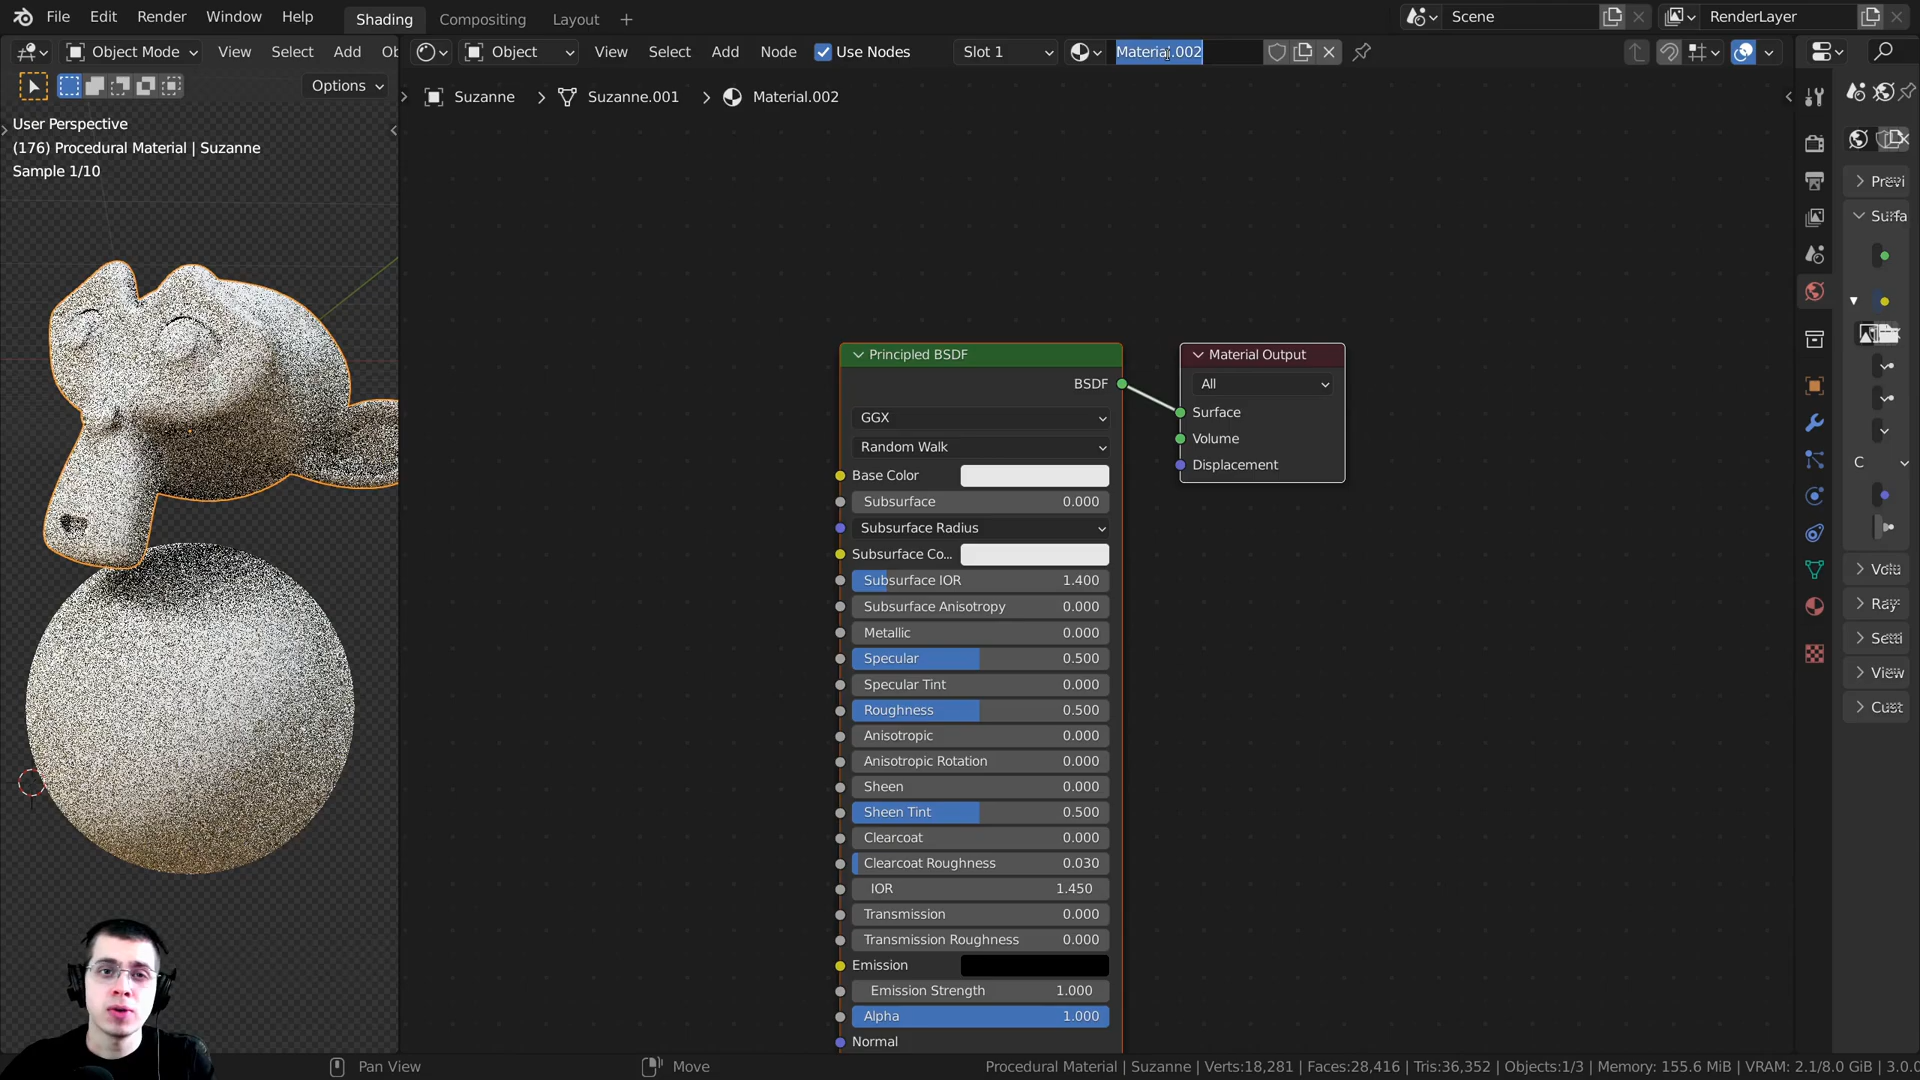 File Edit Render Window Help Shading Compositing Layout + Scene RenderLayer
Object Mode View Select Add Object View Select Add Node Use Nodes Slot 1 Material.002
Options Suzanne Suzanne.001 Material.002
User Perspective
(176) Procedural Material | Suzanne
Sample 1/10
Previ
Surfa
C
Volu
Ray
Setti
View
Cust
Principled BSDF
BSDF
GGX
Random Walk
Base Color
Subsurface 0.000
Subsurface Radius
Subsurface Co...
Subsurface IOR 1.400
Subsurface Anisotropy 0.000
Metallic 0.000
Specular 0.500
Specular Tint 0.000
Roughness 0.500
Anisotropic 0.000
Anisotropic Rotation 0.000
Sheen 0.000
Sheen Tint 0.500
Clearcoat 0.000
Clearcoat Roughness 0.030
IOR 1.450
Transmission 0.000
Transmission Roughness 0.000
Emission
Emission Strength 1.000
Alpha 1.000
Normal
Material Output
All
Surface
Volume
Displacement
Pan View Move Procedural Material | Suzanne | Verts:18,281 | Faces:28,416 | Tris:36,352 | Objects:1/3 | Memory: 155.6 MiB | VRAM: 2.1/8.0 GiB | 3.0.0